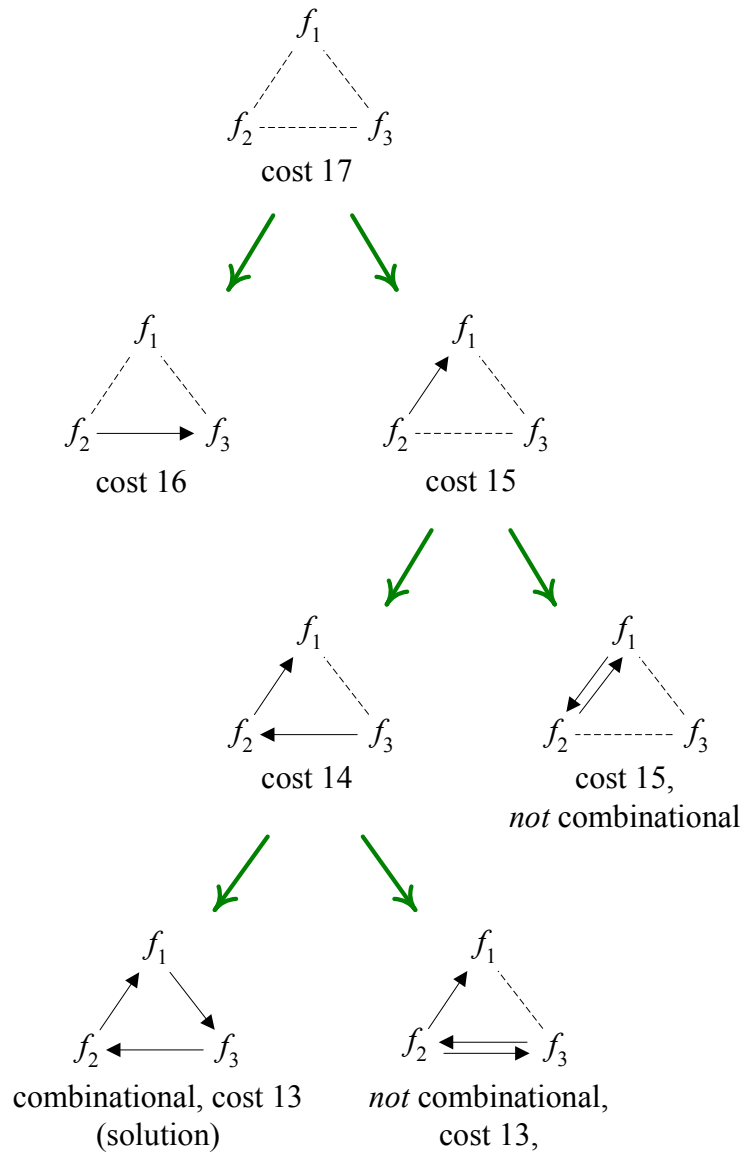 f1
f2 f3
cost 17
f1
f2 f3
cost 16
f1
f2 f3
cost 15
f1
f2 f3
cost 14
f1
f2 f3
cost 15,
not combinational
f1
f2 f3
combinational, cost 13
(solution)
f1
f2 f3
not combinational,
cost 13,